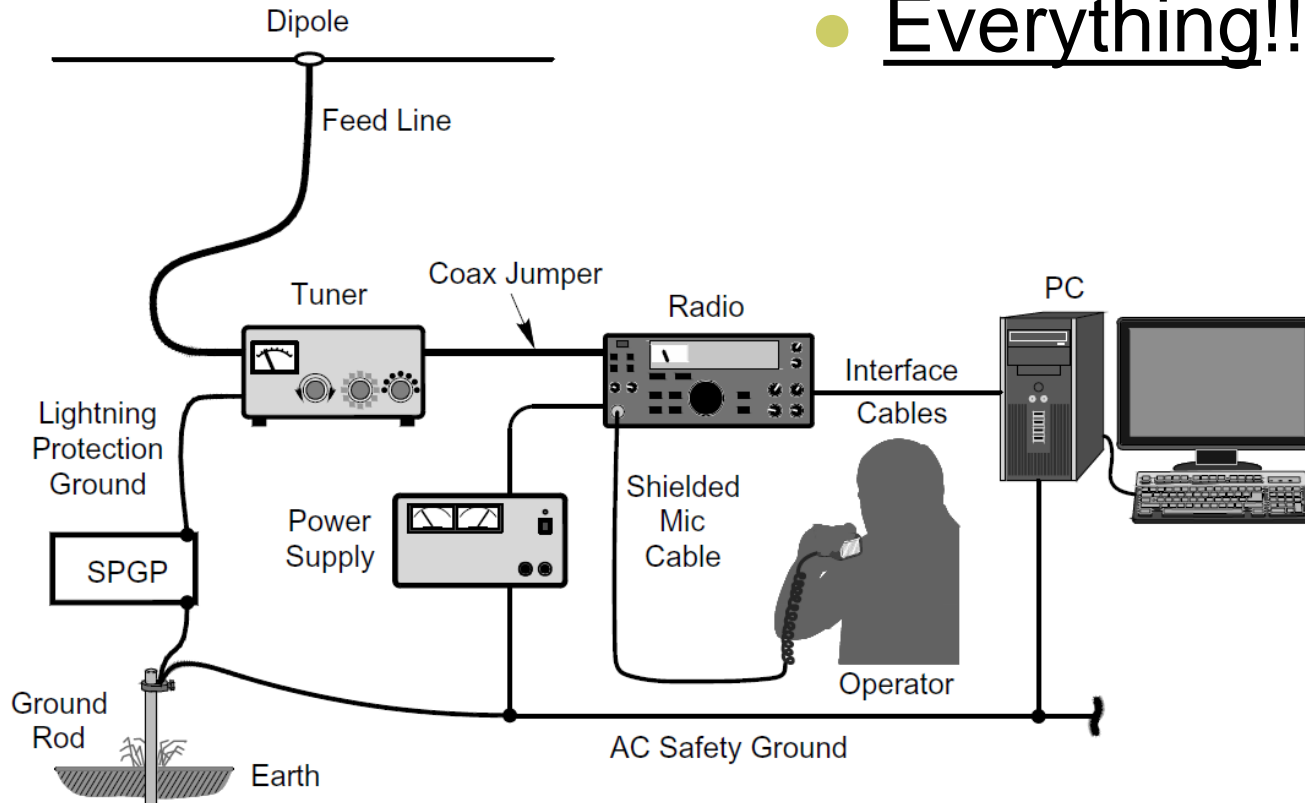 Everything!!
Dipole
Feed Line
Coax Jumper
Tuner
Radio
PC
Interface
Cables
Lightning
Protection
Ground
Shielded
Mic
Cable
Power
Supply
SPGP
Operator
Ground
Rod
AC Safety Ground
Earth